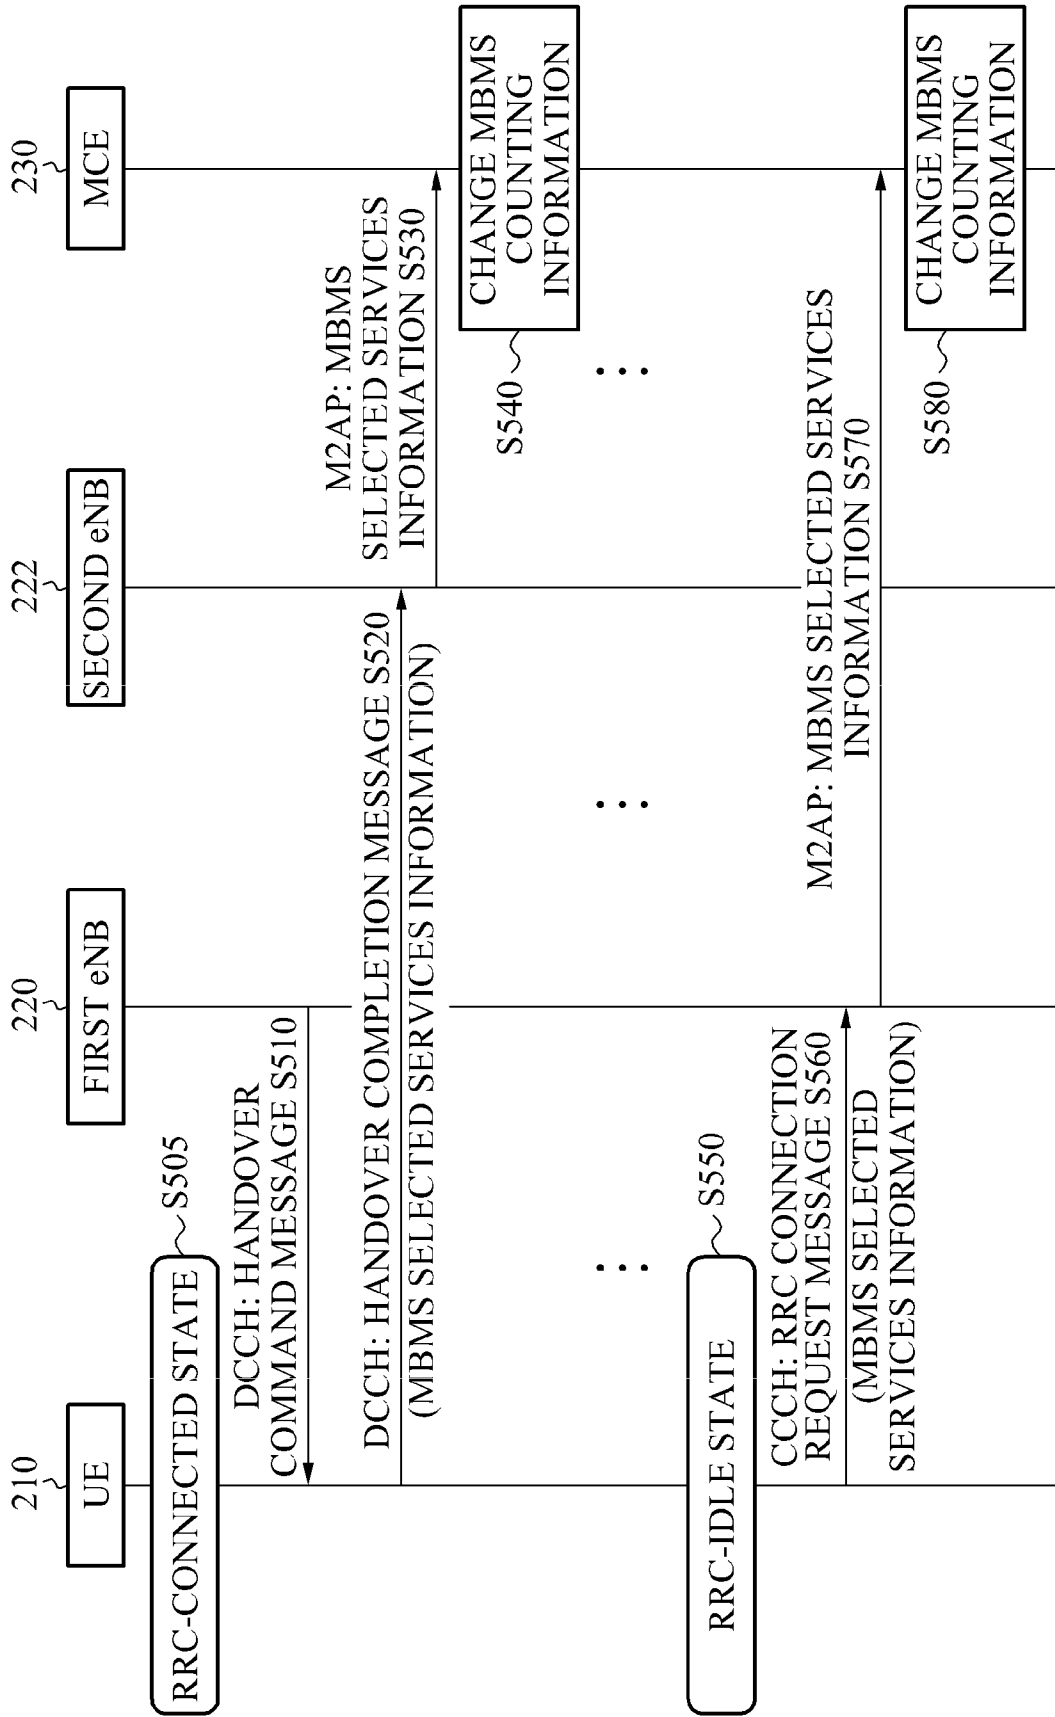 210
UE
220
FIRST eNB
222
SECOND eNB
230
MCE
RRC-CONNECTED STATE
S505
DCCH: HANDOVER
COMMAND MESSAGE S510
DCCH: HANDOVER COMPLETION MESSAGE S520
(MBMS SELECTED SERVICES INFORMATION)
M2AP: MBMS
SELECTED SERVICES
INFORMATION S530
S540
CHANGE MBMS
COUNTING
INFORMATION
...
...
...
RRC-IDLE STATE
S550
CCCH: RRC CONNECTION
REQUEST MESSAGE S560
(MBMS SELECTED
SERVICES INFORMATION)
M2AP: MBMS SELECTED SERVICES
INFORMATION S570
S580
CHANGE MBMS
COUNTING
INFORMATION